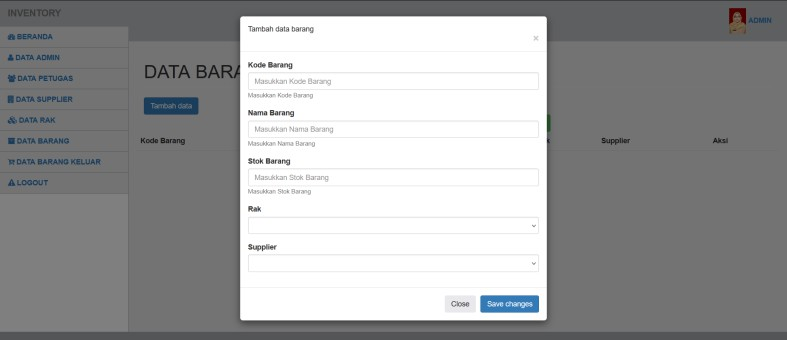 INVENTORY
ADMIN
BERANDA
DATA ADMIN
DATA PETUGAS
DATA SUPPLIER
DATA RAK
DATA BARANG
DATA BARANG KELUAR
LOGOUT
DATA BARA
Tambah data
Kode Barang
Supplier
Aksi
Tambah data barang
×
Kode Barang
Masukkan Kode Barang
Masukkan Kode Barang
Nama Barang
Masukkan Nama Barang
Masukkan Nama Barang
Stok Barang
Masukkan Stok Barang
Masukkan Stok Barang
Rak
Supplier
Close
Save changes